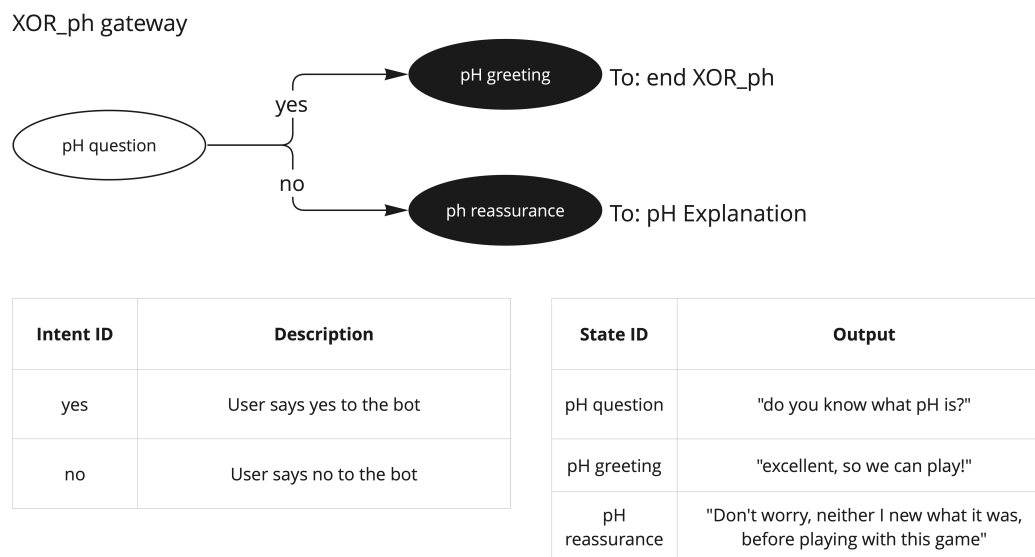 XOR_ph gateway
pH greeting
To: end XOR_ph
yes
pH question
no
ph reassurance
To: pH Explanation
Intent ID
Description
yes
User says yes to the bot
no
User says no to the bot
State ID
Output
pH question
"do you know what pH is?"
pH greeting
"excellent, so we can play!"
pH
reassurance
"Don't worry, neither I new what it was,
before playing with this game"